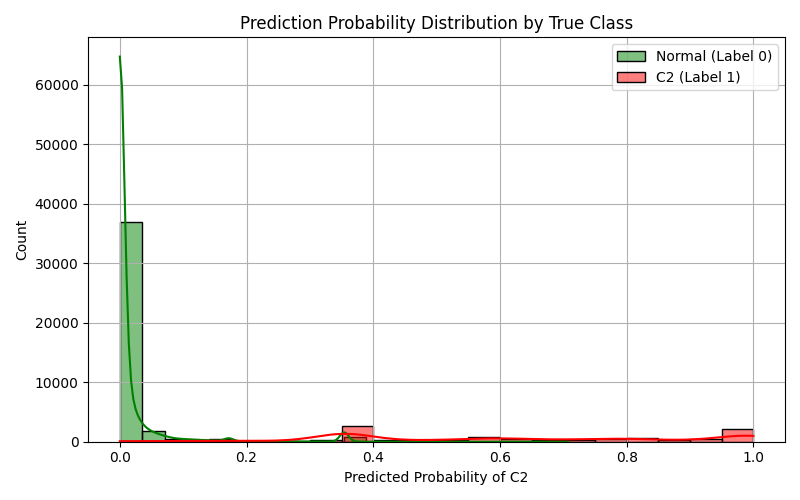 Prediction Probability Distribution by True Class
Normal (Label 0)
C2 (Label 1)
60000
50000
40000
30000
20000
10000
0
Count
0.0 0.2 0.4 0.6 0.8 1.0
Predicted Probability of C2